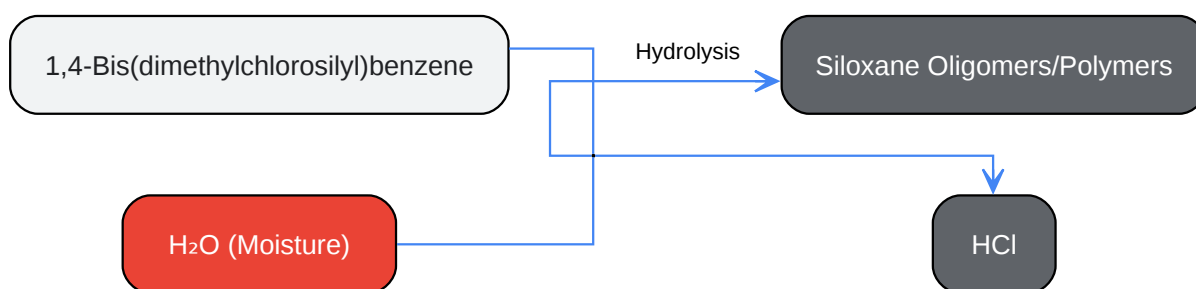 1,4-Bis(dimethylchlorosilyl)benzene
Hydrolysis
Siloxane Oligomers/Polymers
H₂O (Moisture)
HCl